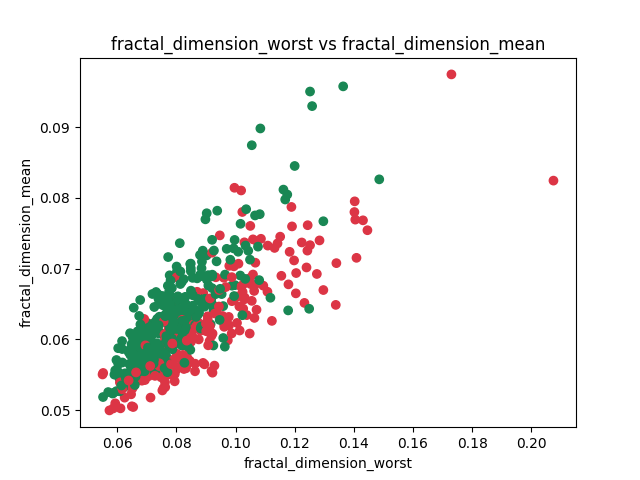 fractal_dimension_worst vs fractal_dimension_mean
0.09
0.08
0.07
0.06
0.05
fractal_dimension_mean
0.06 0.08 0.10 0.12 0.14 0.16 0.18 0.20
fractal_dimension_worst